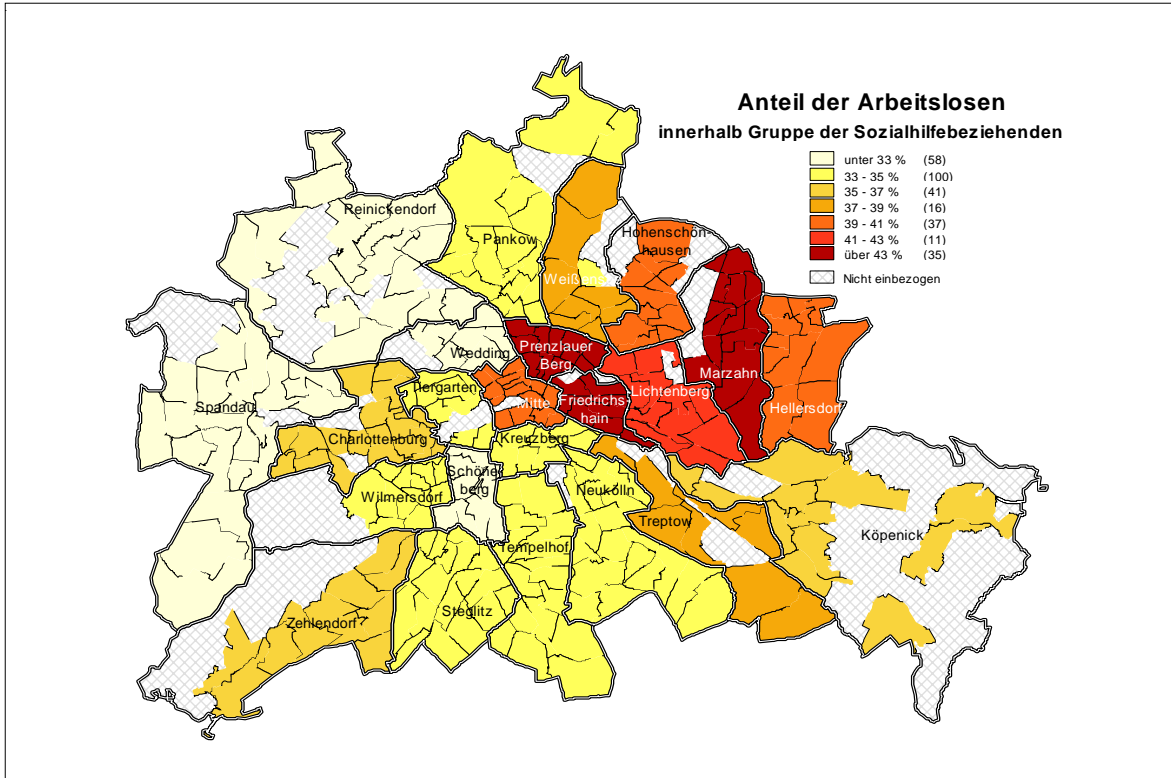 Anteil der Arbeitslosen
innerhalb Gruppe der Sozialhilfebeziehenden
unter 33 % (58)
33 - 35 % (100)
35 - 37 % (41)
37 - 39 % (16)
39 - 41 % (37)
41 - 43 % (11)
über 43 % (35)
Nicht einbezogen
Reinickendorf
Pankow
Hohenschön-
hausen
Wedding
Prenzlauer
Berg
Marzahn
Spandau
Tiergarten
Mitte
Friedrichs-
hain
Lichtenberg
Hellersdorf
Charlottenburg
Kreuzberg
Schöne-
berg
Wilmersdorf
Neukölln
Treptow
Tempelhof
Köpenick
Steglitz
Zehlendorf